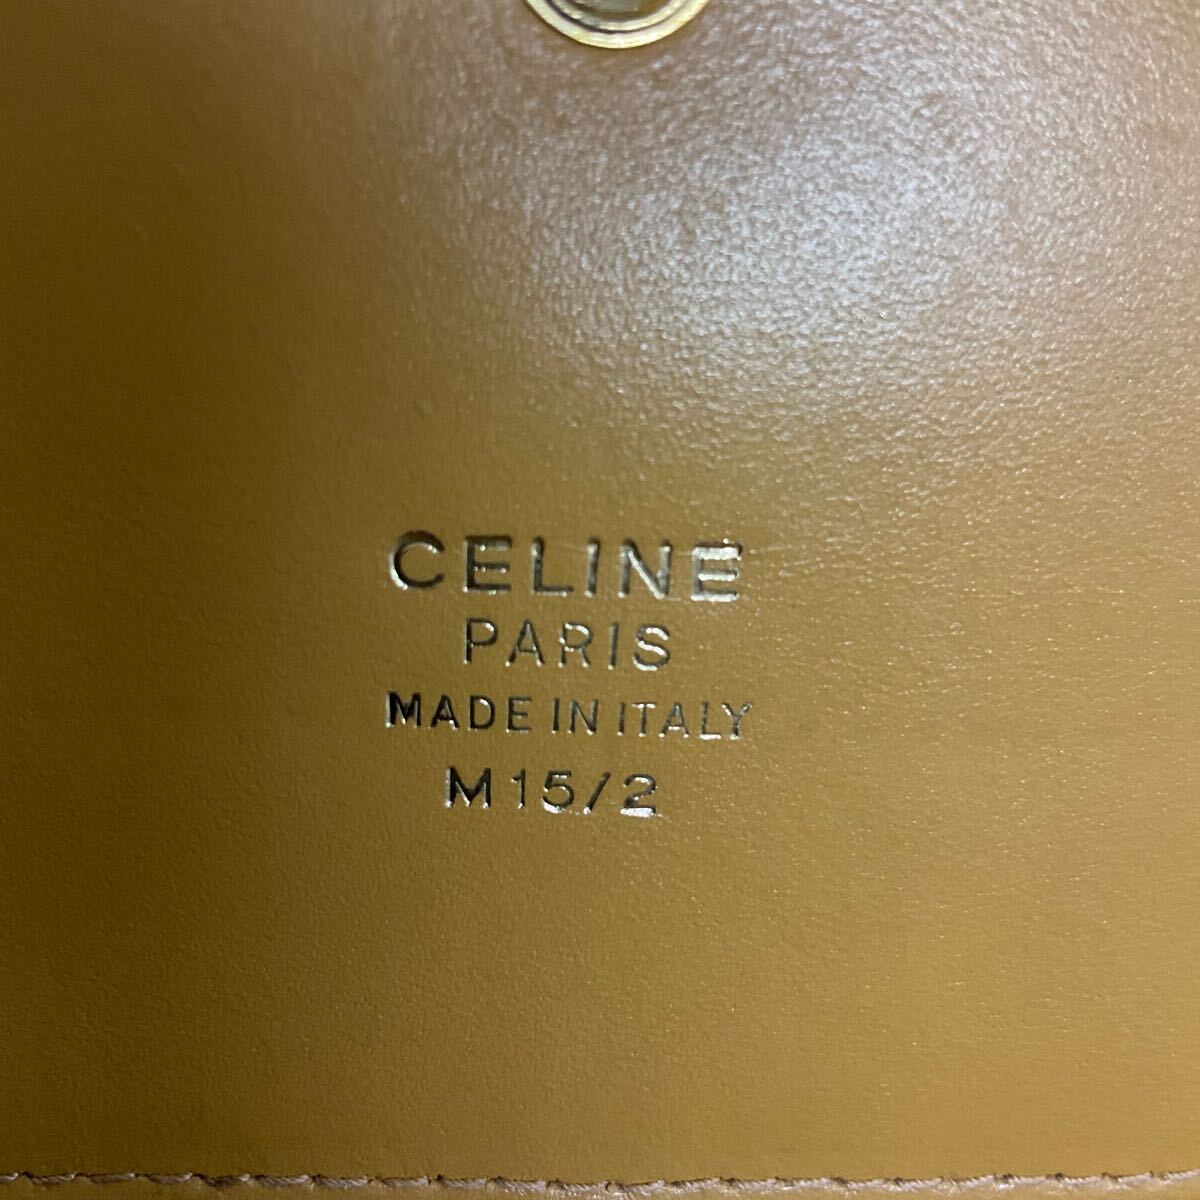 CELINE
PARIS
MADE IN ITALY
M15/2